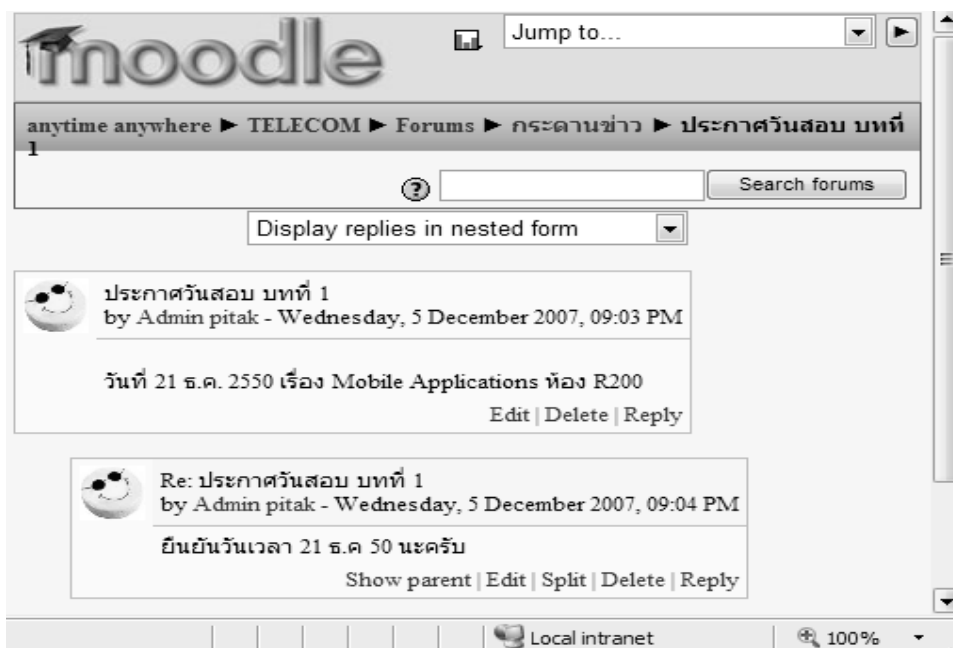 moodle
Jump to...
anytime anywhere ► TELECOM ► Forums ► กระดานข่าว ► ประกาศวันสอบ บทที่
1
Search forums
Display replies in nested form
ประกาศวันสอบ บทที่ 1
by Admin pitak - Wednesday, 5 December 2007, 09:03 PM
วันที่ 21 ธ.ค. 2550 เรื่อง Mobile Applications ห้อง R200
Edit | Delete | Reply
Re: ประกาศวันสอบ บทที่ 1
by Admin pitak - Wednesday, 5 December 2007, 09:04 PM
ยืนยันวันเวลา 21 ธ.ค 50 นะครับ
Show parent | Edit | Split | Delete | Reply
Local intranet
100%